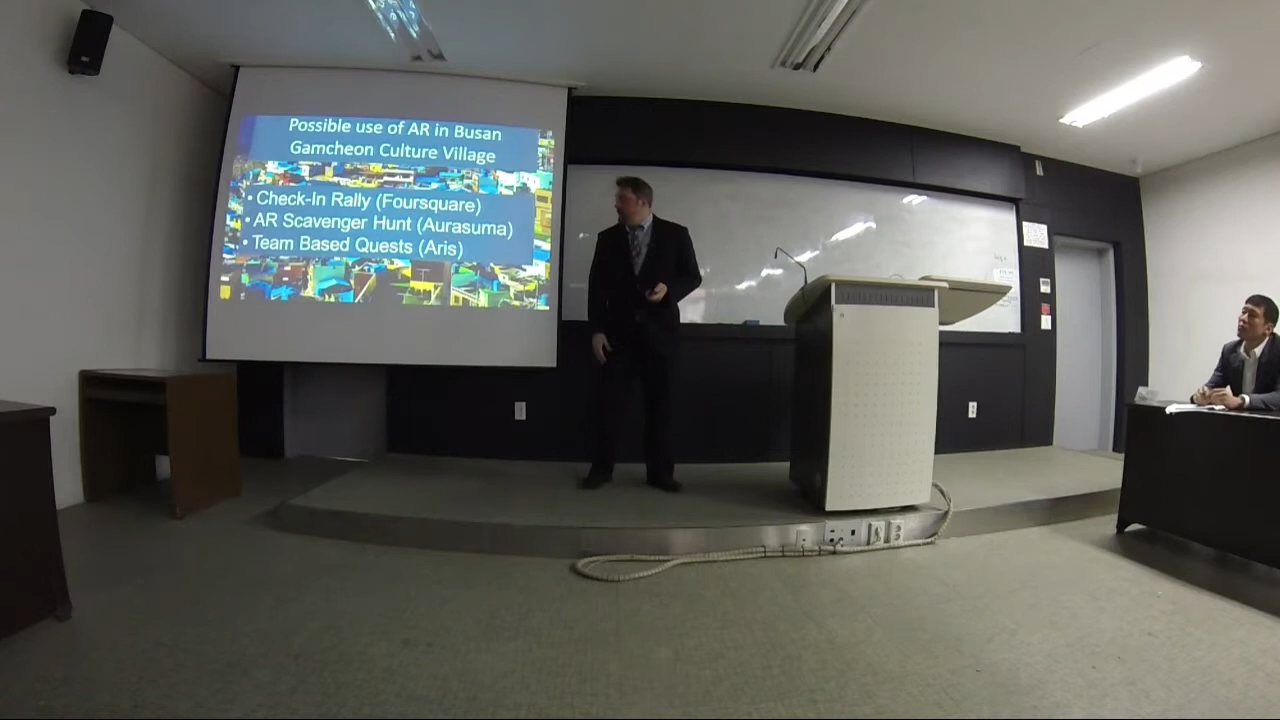 Possible use of AR in Busan
Gamcheon Culture Village
• Check-In Rally (Foursquare)
• AR Scavenger Hunt (Aurasuma)
• Team Based Quests (Aris)